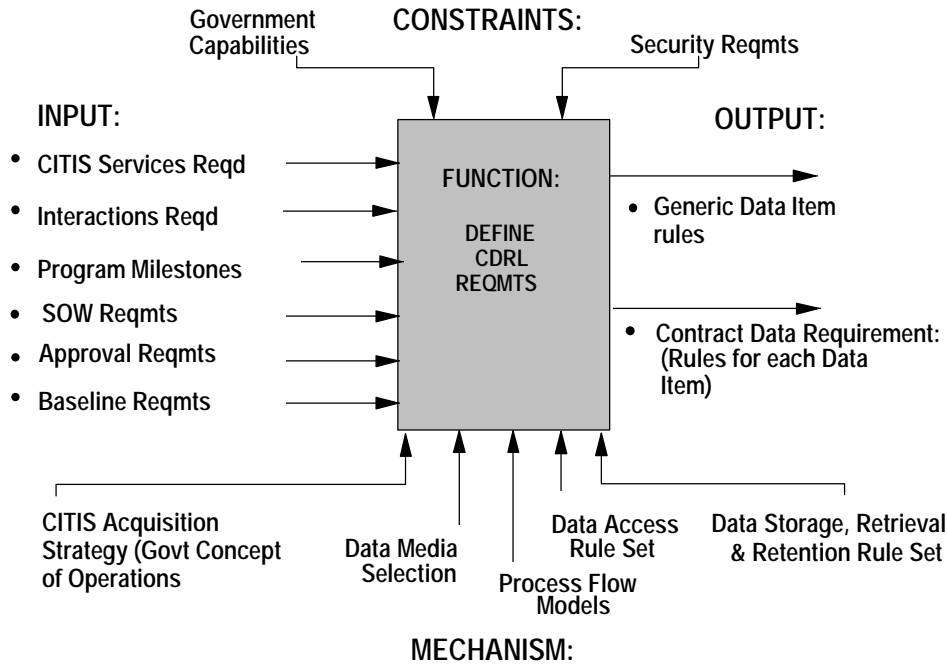 Government
Capabilities
CONSTRAINTS:
Security Reqmts
INPUT:
OUTPUT:
• CITIS Services Reqd
• Interactions Reqd
• Program Milestones
• SOW Reqmts
• Approval Reqmts
• Baseline Reqmts
FUNCTION:
DEFINE
CDRL
REQMTS
• Generic Data Item
rules
• Contract Data Requirement:
(Rules for each Data
Item)
CITIS Acquisition
Strategy (Govt Concept
of Operations
Data Media
Selection
Process Flow
Models
Data Access
Rule Set
Data Storage, Retrieval
& Retention Rule Set
MECHANISM: